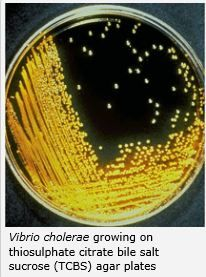 Vibrio cholerae growing on
thiosulphate citrate bile salt
sucrose (TCBS) agar plates